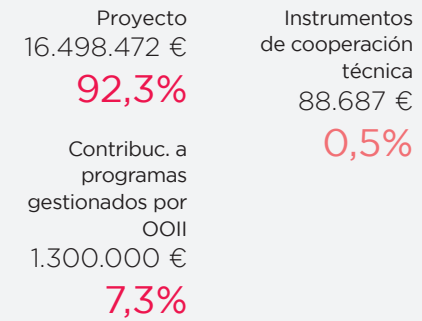 Proyecto
16.498.472 €
92,3%
Contribuc. a
programas
gestionados por
OOII
1.300.000 €
7,3%
Instrumentos
de cooperación
técnica
88.687 €
0,5%